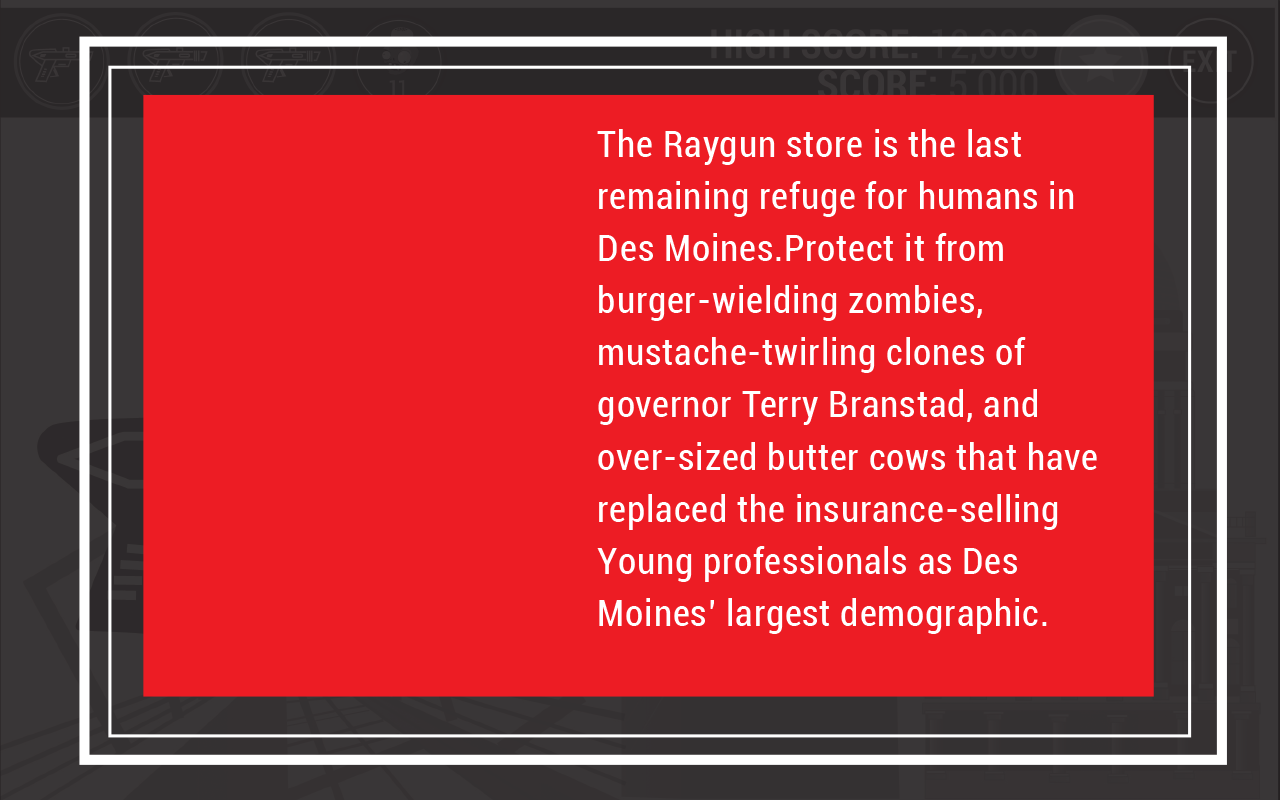 HIGH SCORE: 12,000
SCORE: 5,000
EXIT
11
The Raygun store is the last
remaining refuge for humans in
Des Moines.Protect it from
burger-wielding zombies,
mustache-twirling clones of
governor Terry Branstad, and
over-sized butter cows that have
replaced the insurance-selling
Young professionals as Des
Moines' largest demographic.